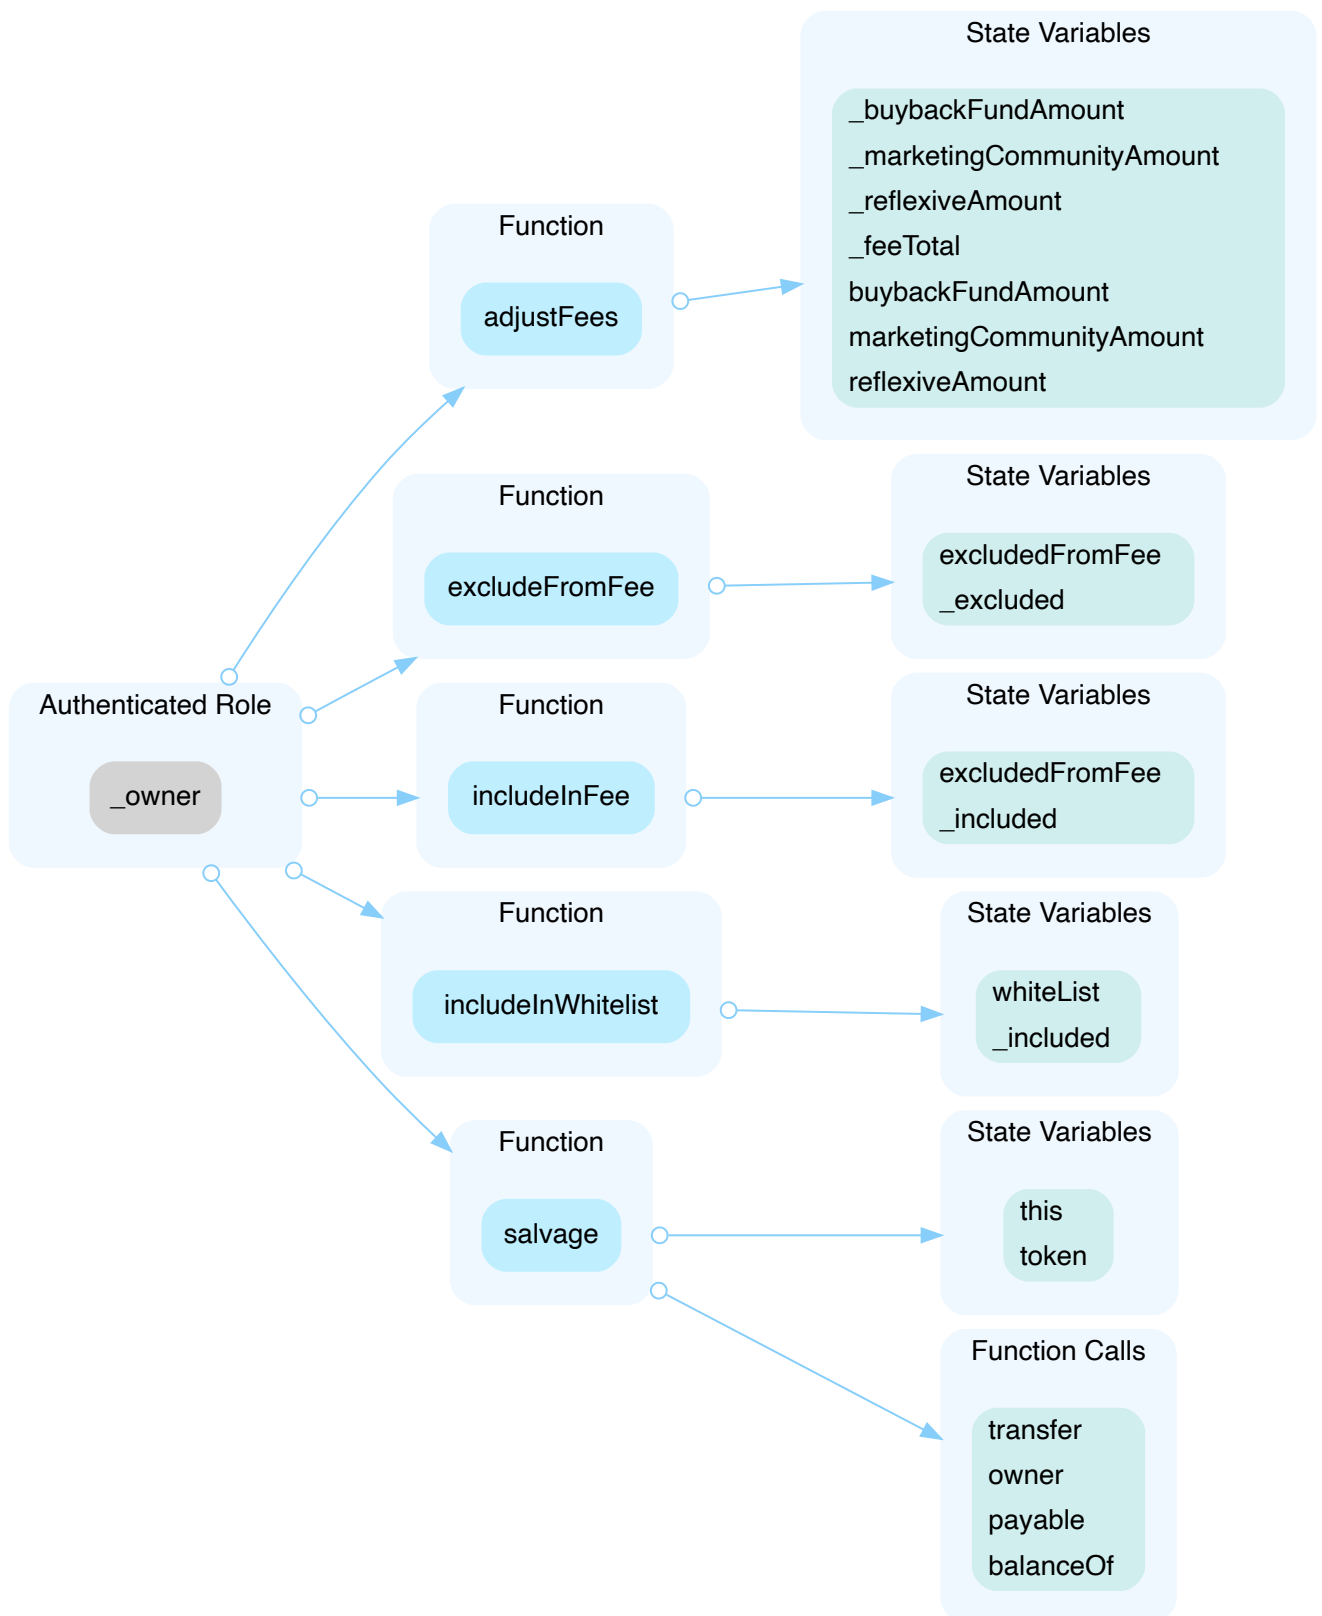 State Variables
_buybackFundAmount
_marketingCommunityAmount
_reflexiveAmount
_feeTotal
buybackFundAmount
marketingCommunityAmount
reflexiveAmount
Function
adjustFees
Function
excludeFromFee
State Variables
excludedFromFee
_excluded
Authenticated Role
_owner
Function
includeInFee
State Variables
excludedFromFee
_included
Function
includeInWhitelist
State Variables
whiteList
_included
Function
salvage
State Variables
this
token
Function Calls
transfer
owner
payable
balanceOf